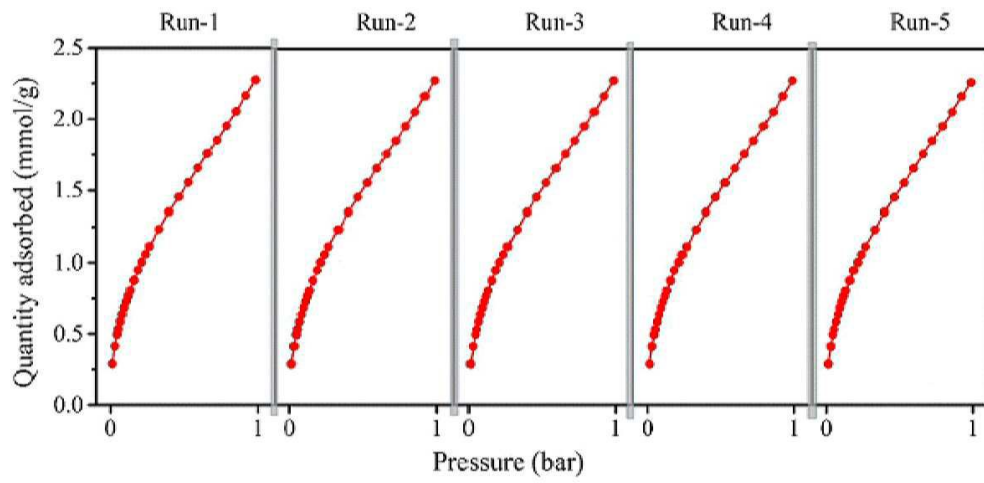 Run-1 Run-2 Run-3 Run-4 Run-5
Quantity adsorbed (mmol/g)
2.5
2.0
1.5
1.0
0.5
0.0
0 1 0 1 0 1 0 1 0 1
Pressure (bar)